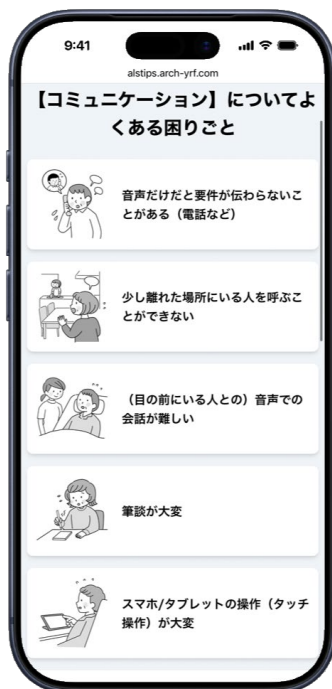 9:41
alstips.arch-yrf.com
【コミュニケーション】についてよ
くある困りごと
音声だけだと要件が伝わらないこ
とがある（電話など）
少し離れた場所にいる人を呼ぶこ
とができない
（目の前にいる人との）音声での
会話が難しい
筆談が大変
スマホ/タブレットの操作（タッチ
操作）が大変